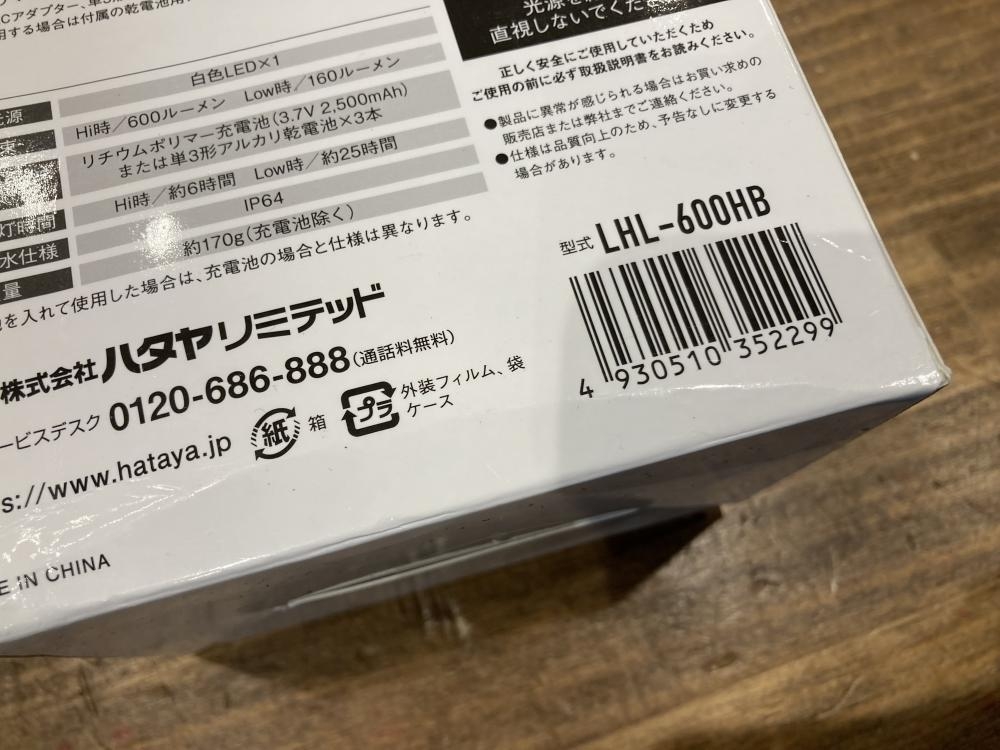 Cアダプター、単3
用する場合は付属の乾電池用
光源を
直視しないでくだ
正しく安全にご使用していただくため
ご使用の前に必ず取扱説明書をお読みください。
●製品に異常が感じられる場合はお買い求めの
販売店または弊社までご連絡ください。
●仕様は品質向上のため、予告なしに変更する
場合があります。
光源 白色LED×1
束 Hi時/600ルーメン Low時/160ルーメン
リチウムポリマー充電池(3.7V 2,500mAh)
または単3形アルカリ乾電池×3本
灯時間 Hi時/約6時間 Low時/約25時間
水仕様 IP64
量 約170g(充電池除く)
を入れて使用した場合は、充電池の場合と仕様は異なります。
型式 LHL-600HB
4 930510 352299
株式会社ハタヤリミテッド
ービスデスク 0120-686-888(通話料無料)
s://www.hataya.jp
紙 箱
プラ 外装フィルム、袋
ケース
E IN CHINA